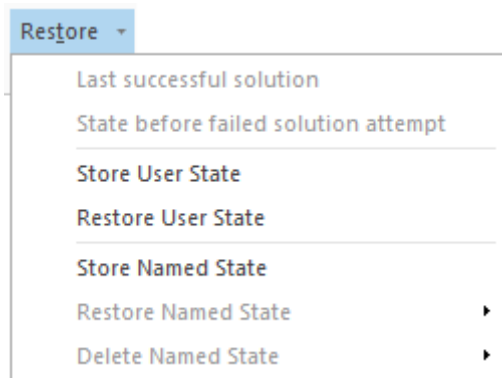 Restore
Last successful solution
State before failed solution attempt
Store User State
Restore User State
Store Named State
Restore Named State
Delete Named State